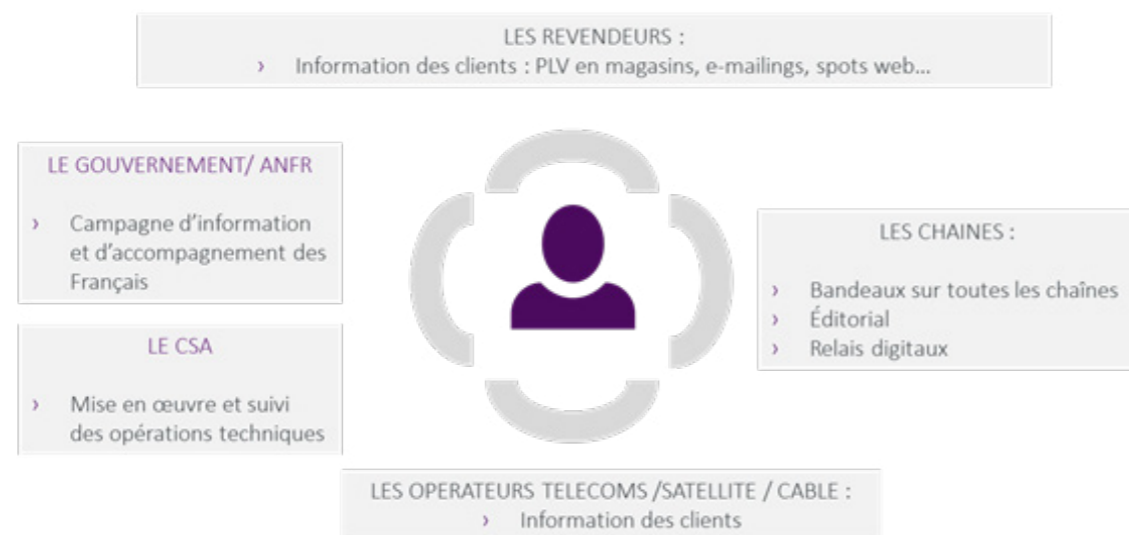 LES REVENDEURS :
› Information des clients : PLV en magasins, e-mailings, spots web...
LE GOUVERNEMENT/ ANFR
› Campagne d'information
et d'accompagnement des
Français
LE CSA
› Mise en œuvre et suivi
des opérations techniques
LES CHAINES :
› Bandeaux sur toutes les chaînes
› Éditorial
› Relais digitaux
LES OPERATEURS TELECOMS /SATELLITE / CABLE :
› Information des clients